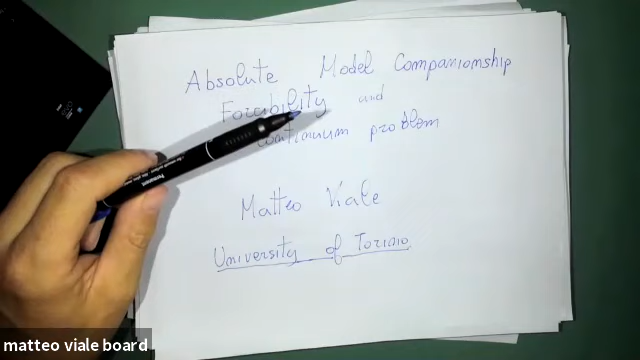 Absolute Model Companionship
Forcibility and
continuum problem
Matteo Viale
University of Torino
matteo viale board